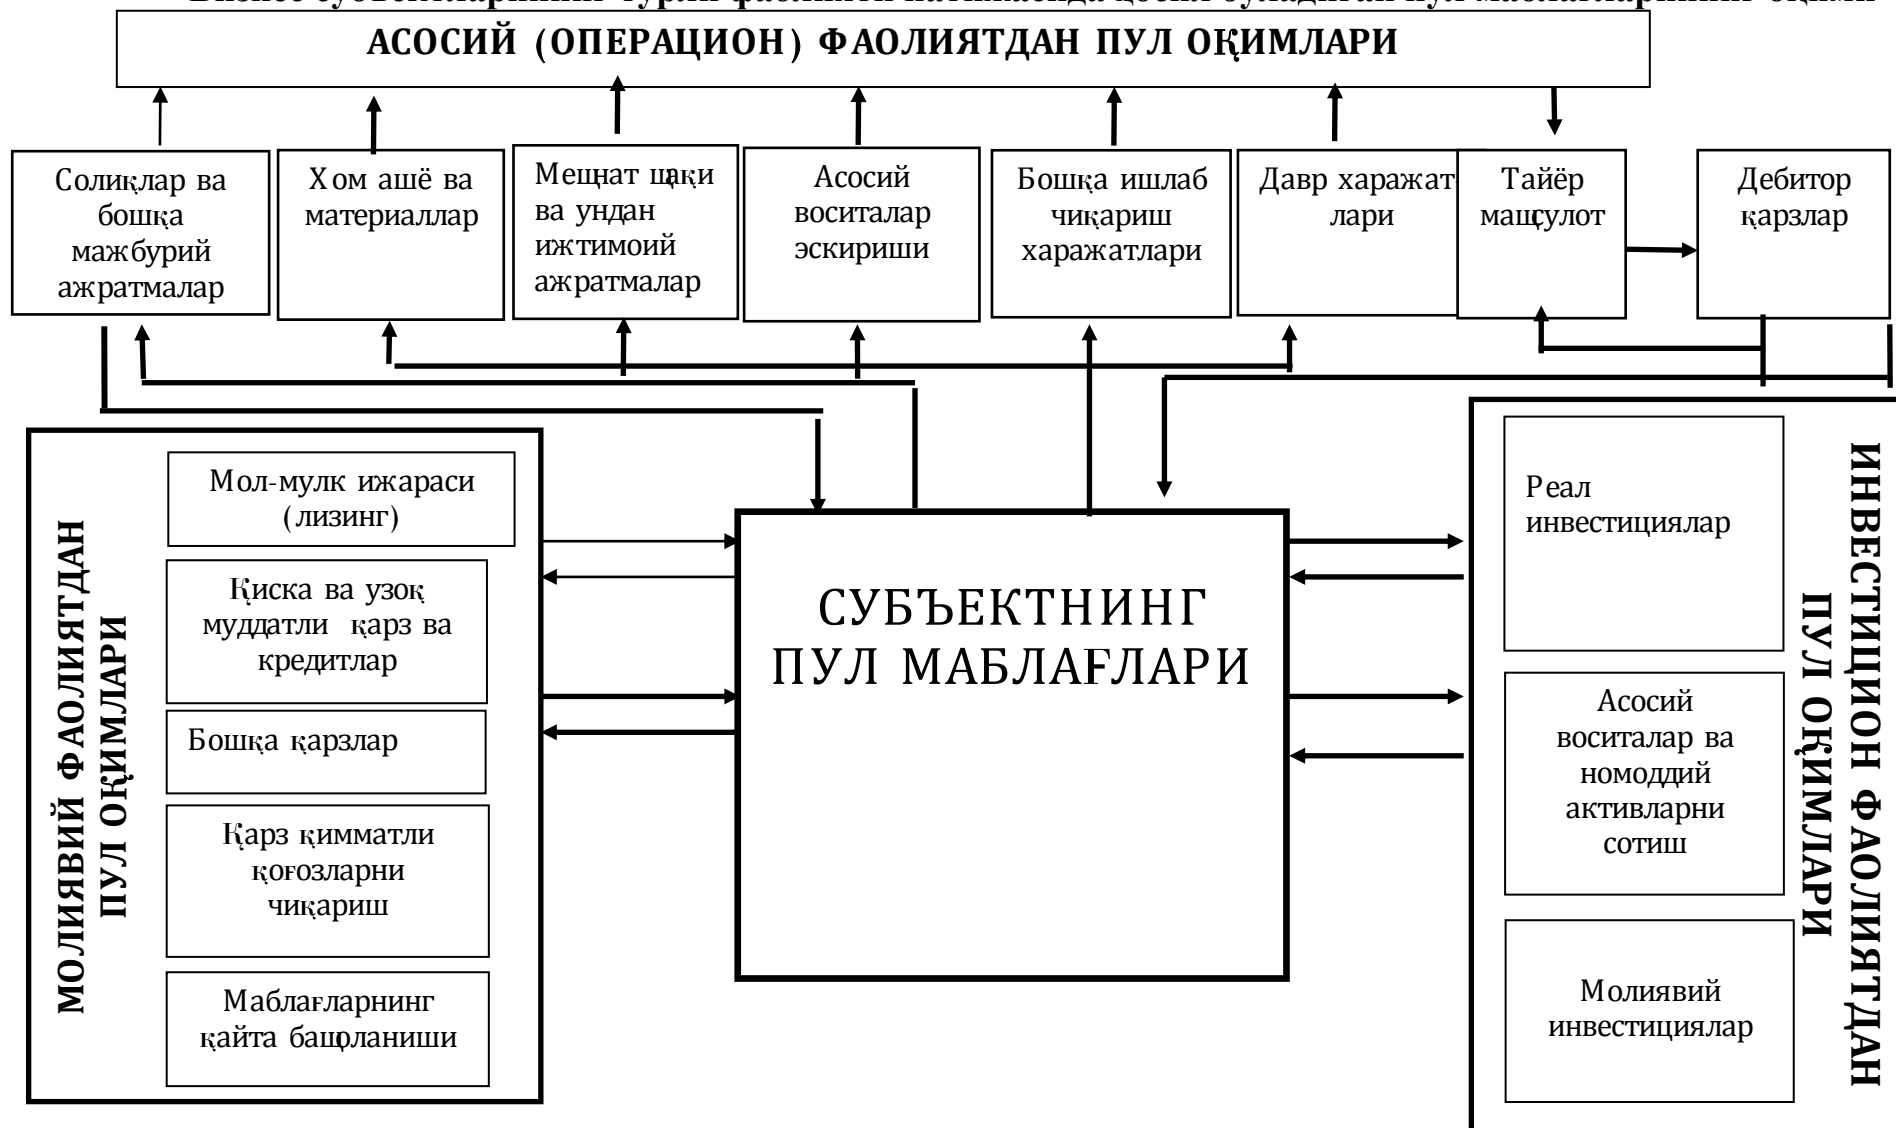 АСОСИЙ (ОПЕРАЦИОН) ФАОЛИЯТДАН ПУЛ ОҚИМЛАРИ
Солиқлар ва
бошқа
мажбурий
ажратмалар
Хом ашё ва
материаллар
Меҳнат ҳақи
ва ундан
ижтимоий
ажратмалар
Асосий
воситалар
эскириши
Бошқа ишлаб
чиқариш
харажатлари
Давр харажат-
лари
Тайёр
маҳсулот
Дебитор
қарзлар
МОЛИЯВИЙ ФАОЛИЯТДАН
ПУЛ ОҚИМЛАРИ
Мол-мулк ижараси
(лизинг)
Қиска ва узоқ
муддатли қарз ва
кредитлар
Бошқа қарзлар
Қарз қимматли
қоғозларни
чиқариш
Маблағларнинг
қайта баҳоланиши
СУБЪЕКТНИНГ
ПУЛ МАБЛАҒЛАРИ
Реал
инвестициялар
Асосий
воситалар ва
номоддий
активларни
сотиш
Молиявий
инвестициялар
ИНВЕСТИЦИОН ФАОЛИЯТДАН
ПУЛ ОҚИМЛАРИ